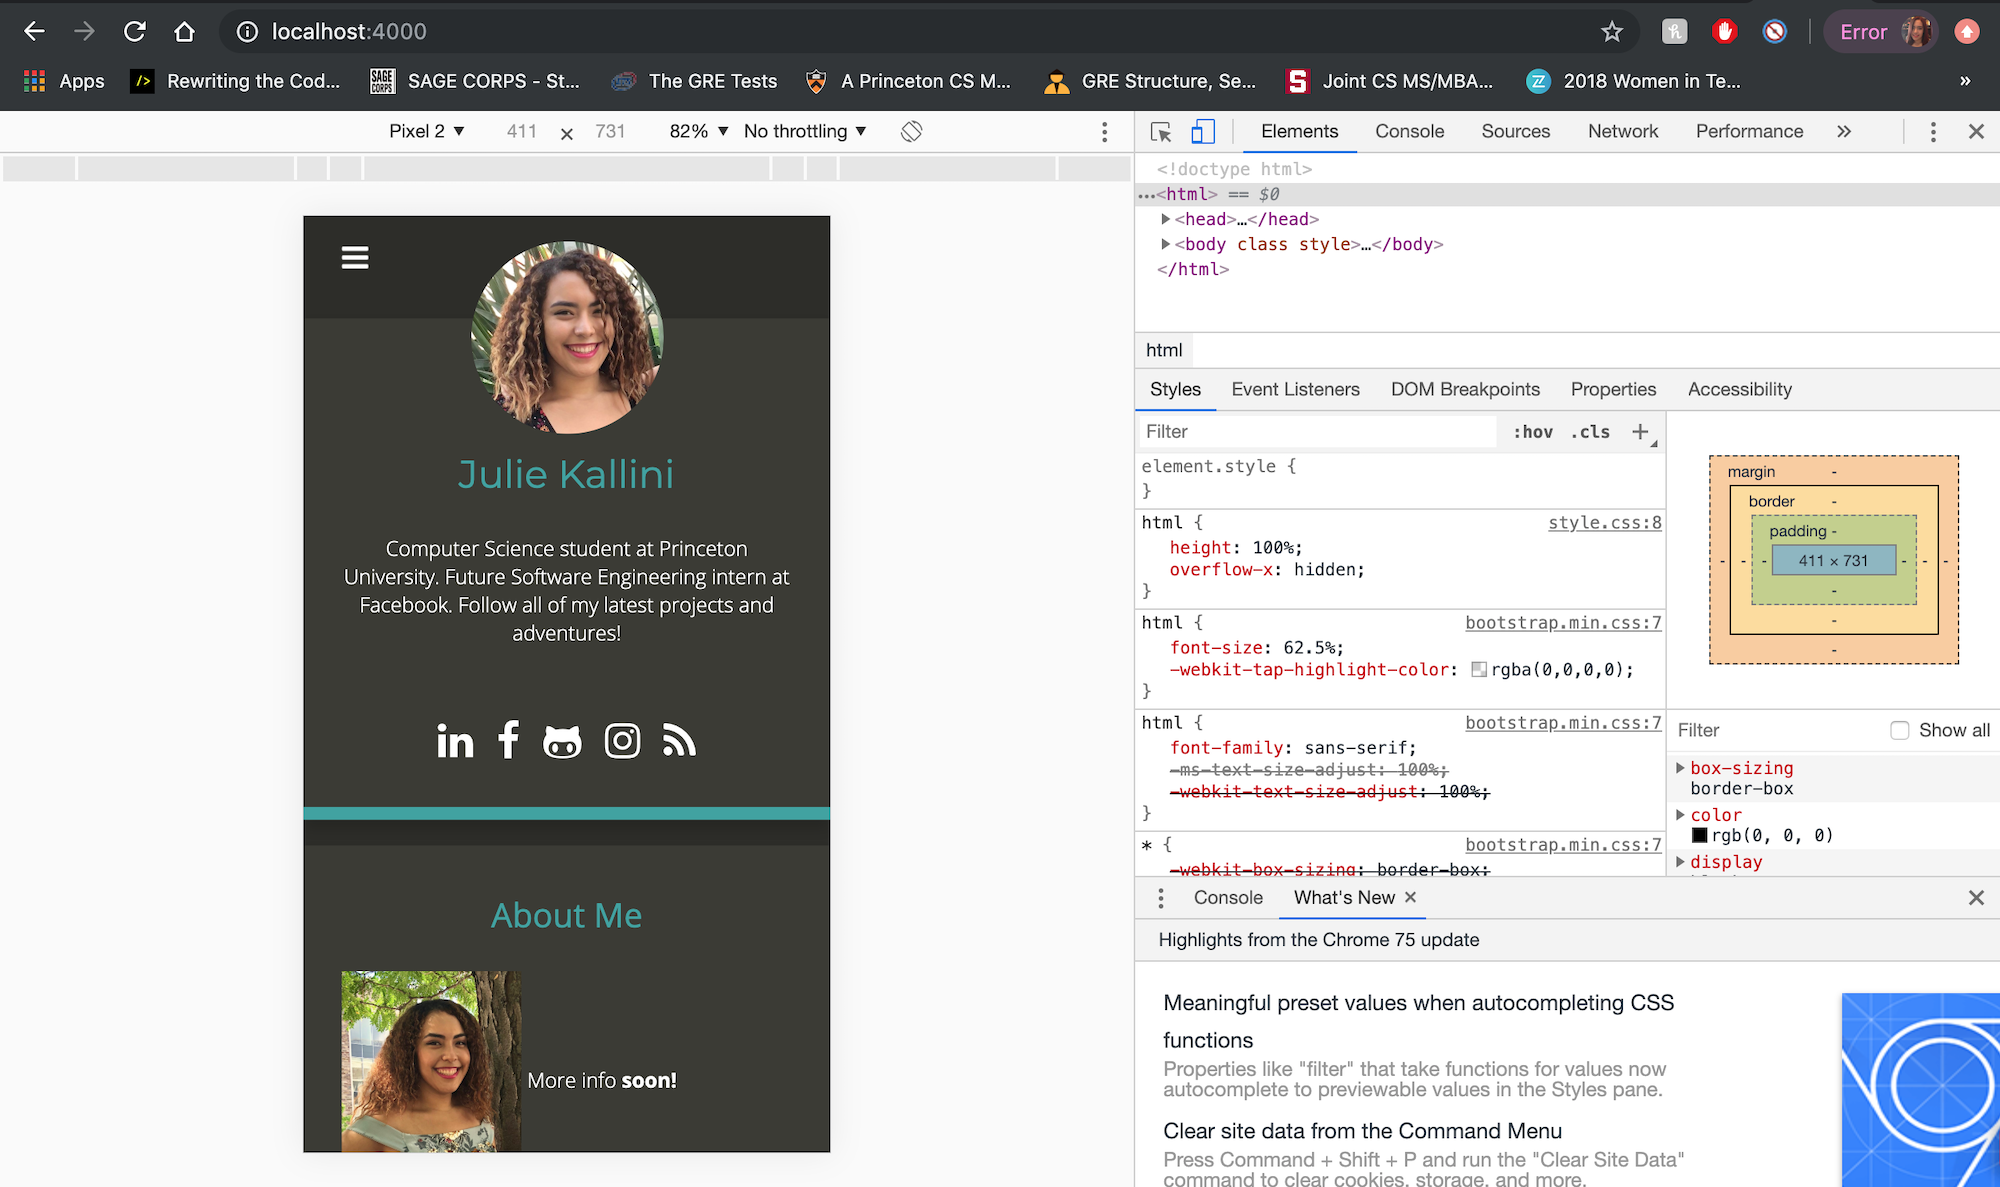 localhost:4000
Error
Apps
Rewriting the Cod...
SAGE CORPS
SAGE CORPS - St...
The GRE Tests
A Princeton CS M...
GRE Structure, Se...
S
Joint CS MS/MBA...
Z
2018 Women in Te...
»
Pixel 2 ▼ 411 × 731 82% ▼ No throttling ▼
Julie Kallini
Computer Science student at Princeton
University. Future Software Engineering intern at
Facebook. Follow all of my latest projects and
adventures!
in f
About Me
More info soon!
Elements Console Sources Network Performance »
<!doctype html>
…<html> == $0
<head>…</head>
<body class style>…</body>
</html>
html
Styles Event Listeners DOM Breakpoints Properties Accessibility
Filter :hov .cls +
element.style {
}
html { style.css:8
height: 100%;
overflow-x: hidden;
}
html { bootstrap.min.css:7
font-size: 62.5%;
-webkit-tap-highlight-color: rgba(0,0,0,0);
}
html { bootstrap.min.css:7
font-family: sans-serif;
-ms-text-size-adjust: 100%;
-webkit-text-size-adjust: 100%;
}
* { bootstrap.min.css:7
-webkit-box-sizing: border-box;
margin -
border -
padding -
- - - 411 × 731 - - -
-
-
-
Filter Show all
box-sizing
border-box
color
rgb(0, 0, 0)
display
Console What's New ×
Highlights from the Chrome 75 update
Meaningful preset values when autocompleting CSS
functions
Properties like "filter" that take functions for values now
autocomplete to previewable values in the Styles pane.
Clear site data from the Command Menu
Press Command + Shift + P and run the "Clear Site Data"
command to clear cookies, storage, and more.